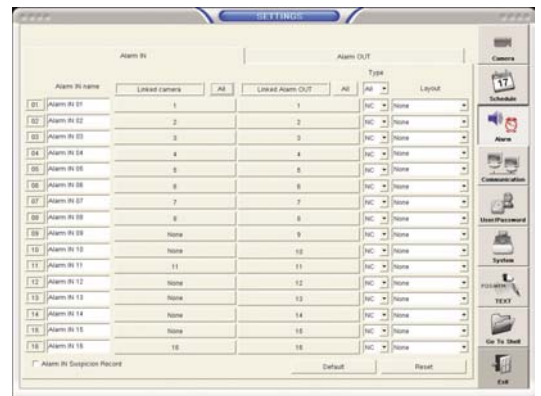 SETTINGS
Alarm IN Alarm OUT
Type
Alarm IN name Linked camera All Linked Alarm OUT All All Layout
01 Alarm IN 01 1 1 NC None
02 Alarm IN 02 2 2 NC None
03 Alarm IN 03 3 3 NC None
04 Alarm IN 04 4 4 NC None
05 Alarm IN 05 5 5 NC None
06 Alarm IN 06 6 6 NC None
07 Alarm IN 07 7 7 NC None
08 Alarm IN 08 8 8 NC None
09 Alarm IN 09 None 9 NC None
10 Alarm IN 10 None 10 NC None
11 Alarm IN 11 11 11 NC None
12 Alarm IN 12 None 12 NC None
13 Alarm IN 13 None 13 NC None
14 Alarm IN 14 None 14 NC None
15 Alarm IN 15 None 15 NC None
16 Alarm IN 16 16 16 NC None
Alarm IN Suspicion Record Default Reset
Camera
17
Schedule
Alarm
Communication
User/Password
System
TEXT
Go To Shell
Exit